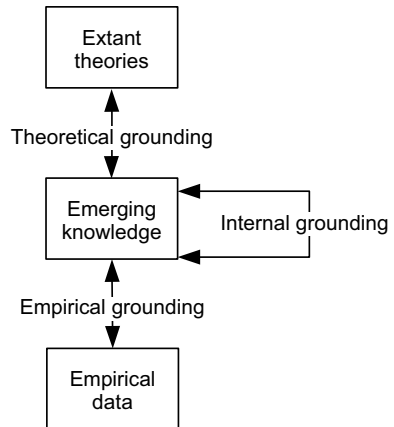 Extant
theories
Theoretical grounding
Emerging
knowledge
Internal grounding
Empirical grounding
Empirical
data